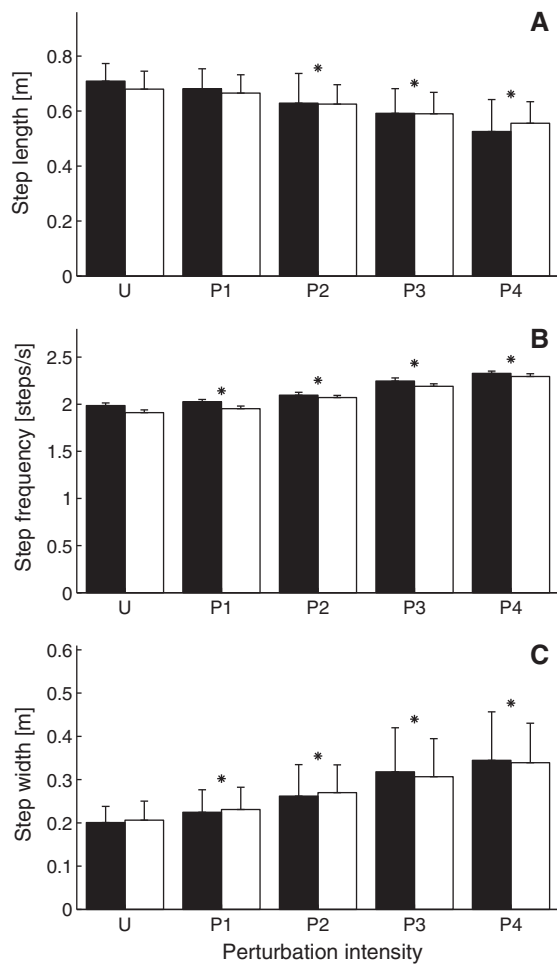 A
Step length [m]
0.8
0.6
0.4
0.2
0
*
*
*
U P1 P2 P3 P4
B
Step frequency [steps/s]
2.5
2
1.5
1
0.5
0
*
*
*
*
U P1 P2 P3 P4
C
Step width [m]
0.6
0.5
0.4
0.3
0.2
0.1
0
*
*
*
*
U P1 P2 P3 P4
Perturbation intensity